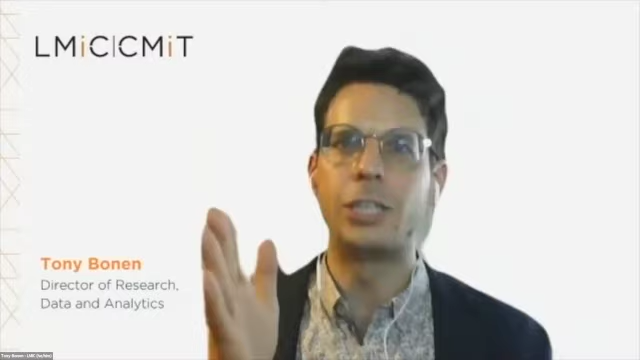 LMiC|CMiT
Tony Bonen
Director of Research,
Data and Analytics